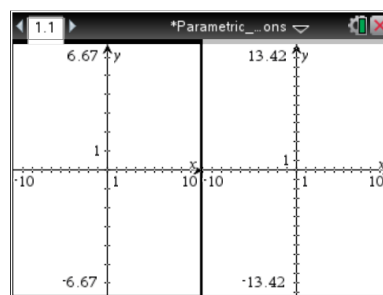 1.1 *Parametric_...ons
6.67 y 13.42 y
1 1
x x
-10 1 10 -10 1 10
-6.67 -13.42